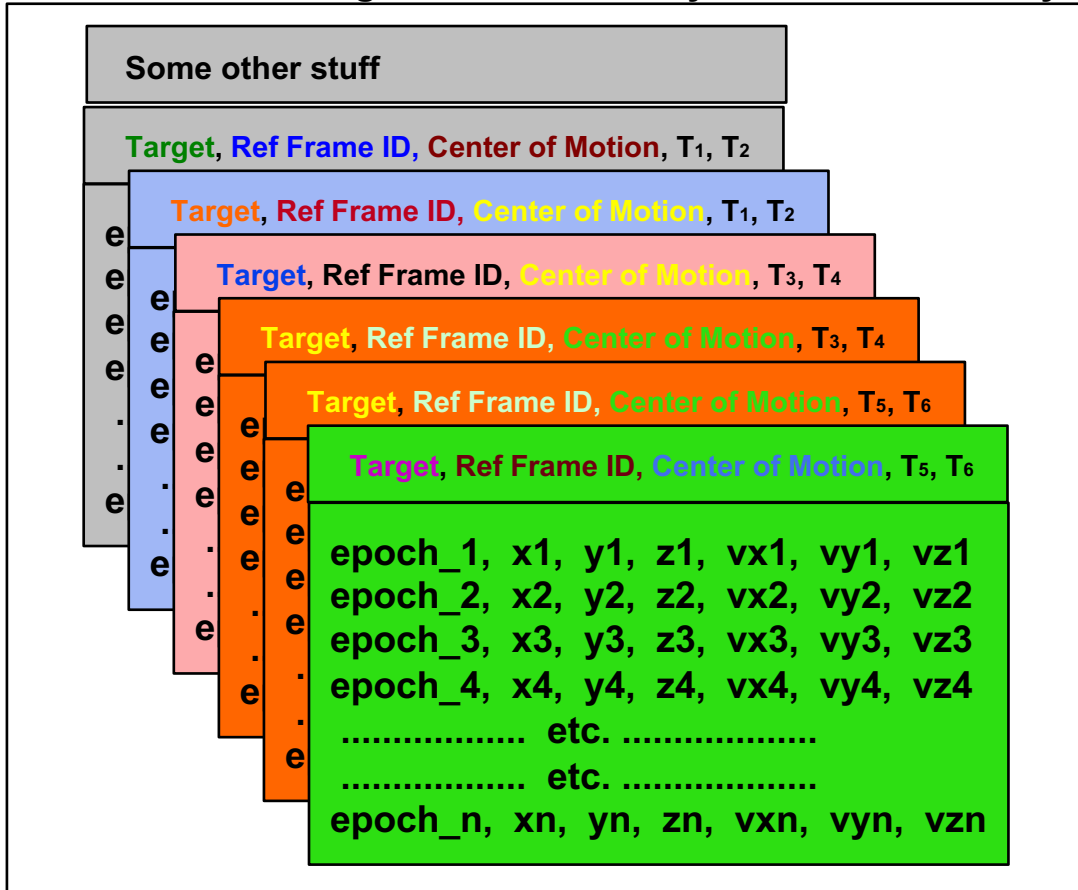 Some other stuff
Target, Ref Frame ID, Center of Motion, T1, T2
Target, Ref Frame ID, Center of Motion, T1, T2
Target, Ref Frame ID, Center of Motion, T3, T4
Target, Ref Frame ID, Center of Motion, T3, T4
Target, Ref Frame ID, Center of Motion, T5, T6
Target, Ref Frame ID, Center of Motion, T5, T6
epoch_1, x1, y1, z1, vx1, vy1, vz1
epoch_2, x2, y2, z2, vx2, vy2, vz2
epoch_3, x3, y3, z3, vx3, vy3, vz3
epoch_4, x4, y4, z4, vx4, vy4, vz4
................. etc. ..................
................. etc. ..................
epoch_n, xn, yn, zn, vxn, vyn, vzn